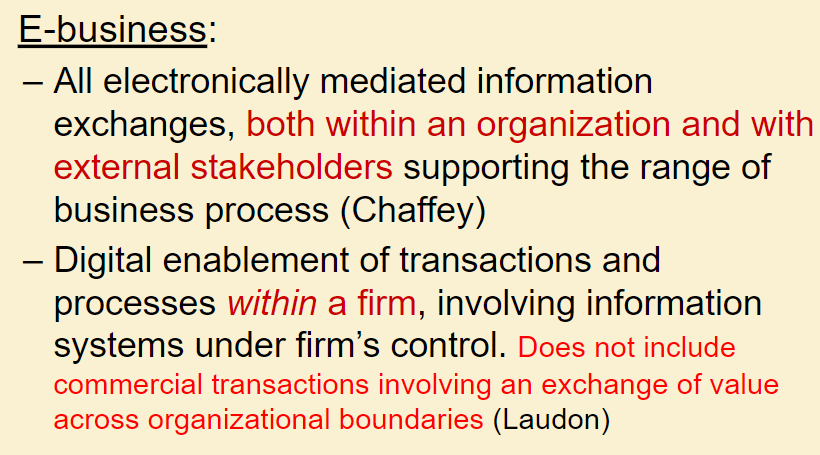 E-business:
– All electronically mediated information
exchanges, both within an organization and with
external stakeholders supporting the range of
business process (Chaffey)
– Digital enablement of transactions and
processes within a firm, involving information
systems under firm’s control. Does not include
commercial transactions involving an exchange of value
across organizational boundaries (Laudon)